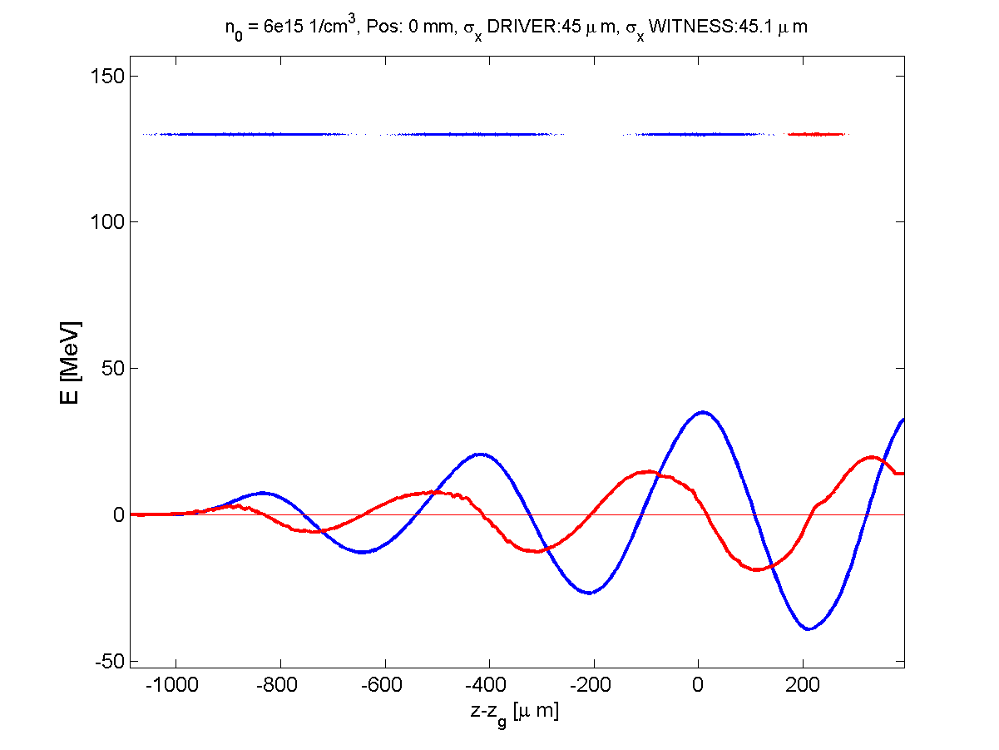 n0 = 6e15 1/cm3, Pos: 0 mm, σx DRIVER:45 μ m, σx WITNESS:45.1 μ m
150
100
50
0
-50
E [MeV]
-1000 -800 -600 -400 -200 0 200
z-zg [μ m]